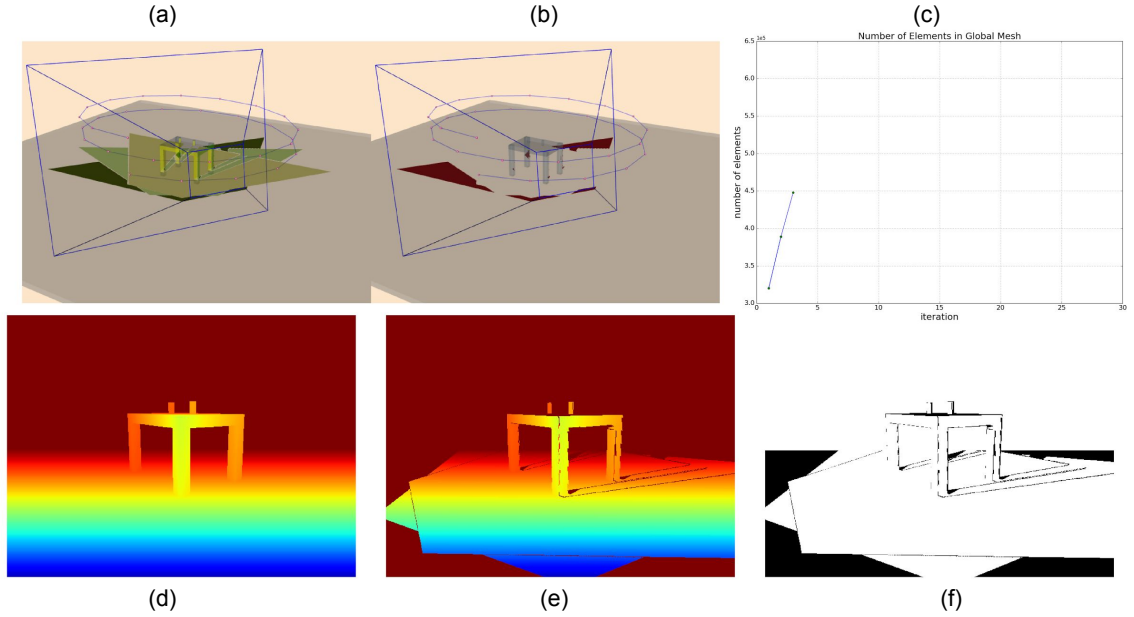 (a)
(b)
(c)
Number of Elements in Global Mesh
1e5
6.5
6.0
5.5
5.0
4.5
4.0
3.5
3.0
number of elements
0
5
10
15
20
25
30
iteration
(d)
(e)
(f)